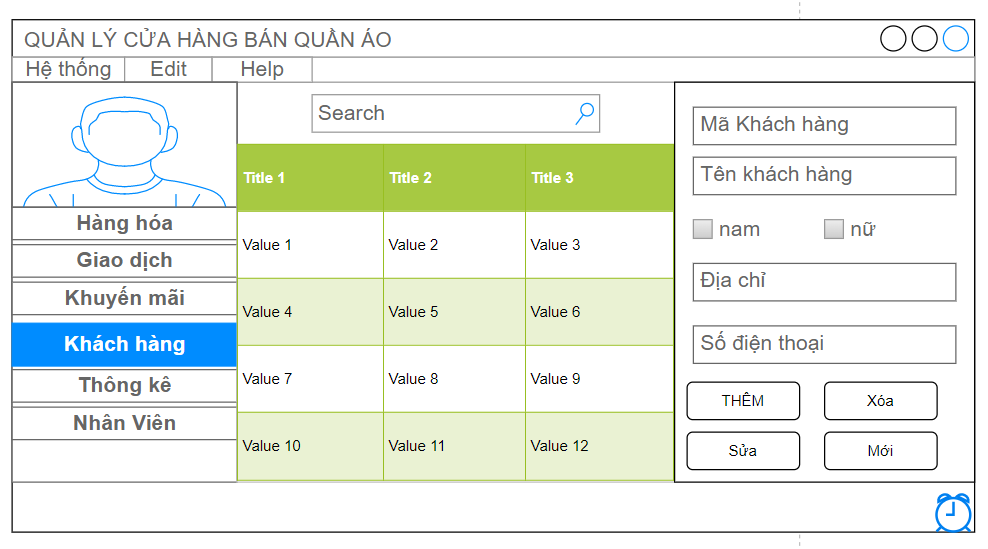 QUẢN LÝ CỬA HÀNG BÁN QUẦN ÁO
Hệ thống Edit Help
Search
Hàng hóa
Giao dịch
Khuyến mãi
Khách hàng
Thông kê
Nhân Viên
Title 1 Title 2 Title 3
Value 1 Value 2 Value 3
Value 4 Value 5 Value 6
Value 7 Value 8 Value 9
Value 10 Value 11 Value 12
Mã Khách hàng
Tên khách hàng
nam nữ
Địa chỉ
Số điện thoại
THÊM Xóa
Sửa Mới